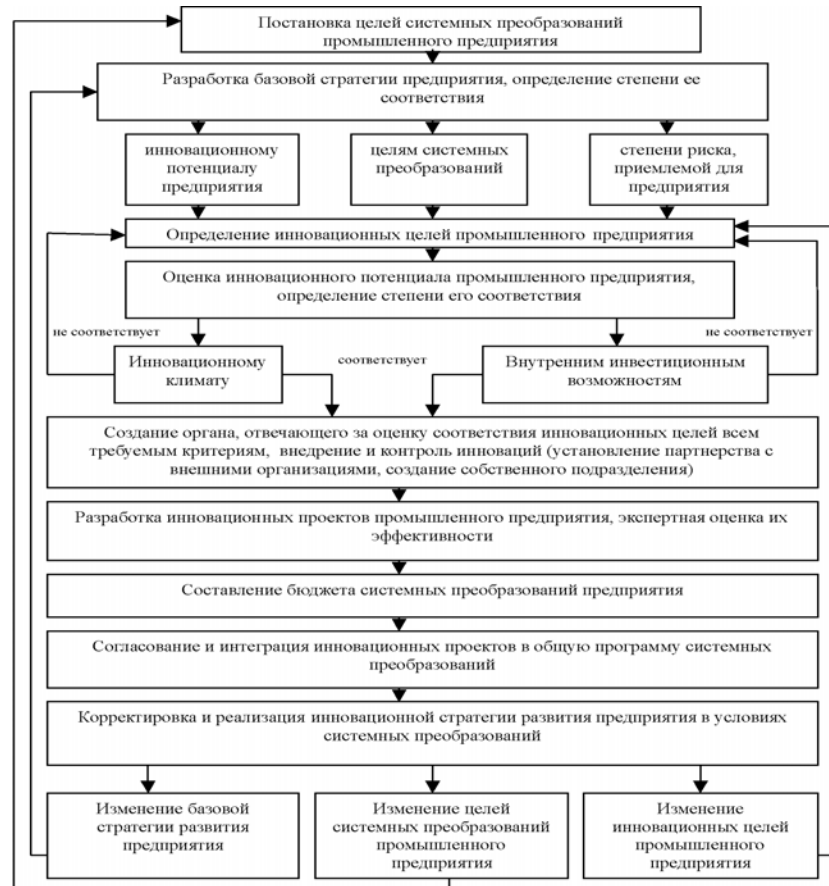 Постановка целей системных преобразований
промышленного предприятия
Разработка базовой стратегии предприятия, определение степени ее
соответствия
инновационному
потенциалу
предприятия
целям системных
преобразований
степени риска,
приемлемой для
предприятия
Определение инновационных целей промышленного предприятия
Оценка инновационного потенциала промышленного предприятия,
определение степени его соответствия
не соответствует
не соответствует
Инновационному
климату
соответствует
Внутренним инвестиционным
возможностям
Создание органа, отвечающего за оценку соответствия инновационных целей всем
требуемым критериям, внедрение и контроль инноваций (установление партнерства с
внешними организациями, создание собственного подразделения)
Разработка инновационных проектов промышленного предприятия, экспертная оценка их
эффективности
Составление бюджета системных преобразований предприятия
Согласование и интеграция инновационных проектов в общую программу системных
преобразований
Корректировка и реализация инновационной стратегии развития предприятия в условиях
системных преобразований
Изменение базовой
стратегии развития
предприятия
Изменение целей
системных преобразований
промышленного
предприятия
Изменение
инновационных целей
промышленного
предприятия